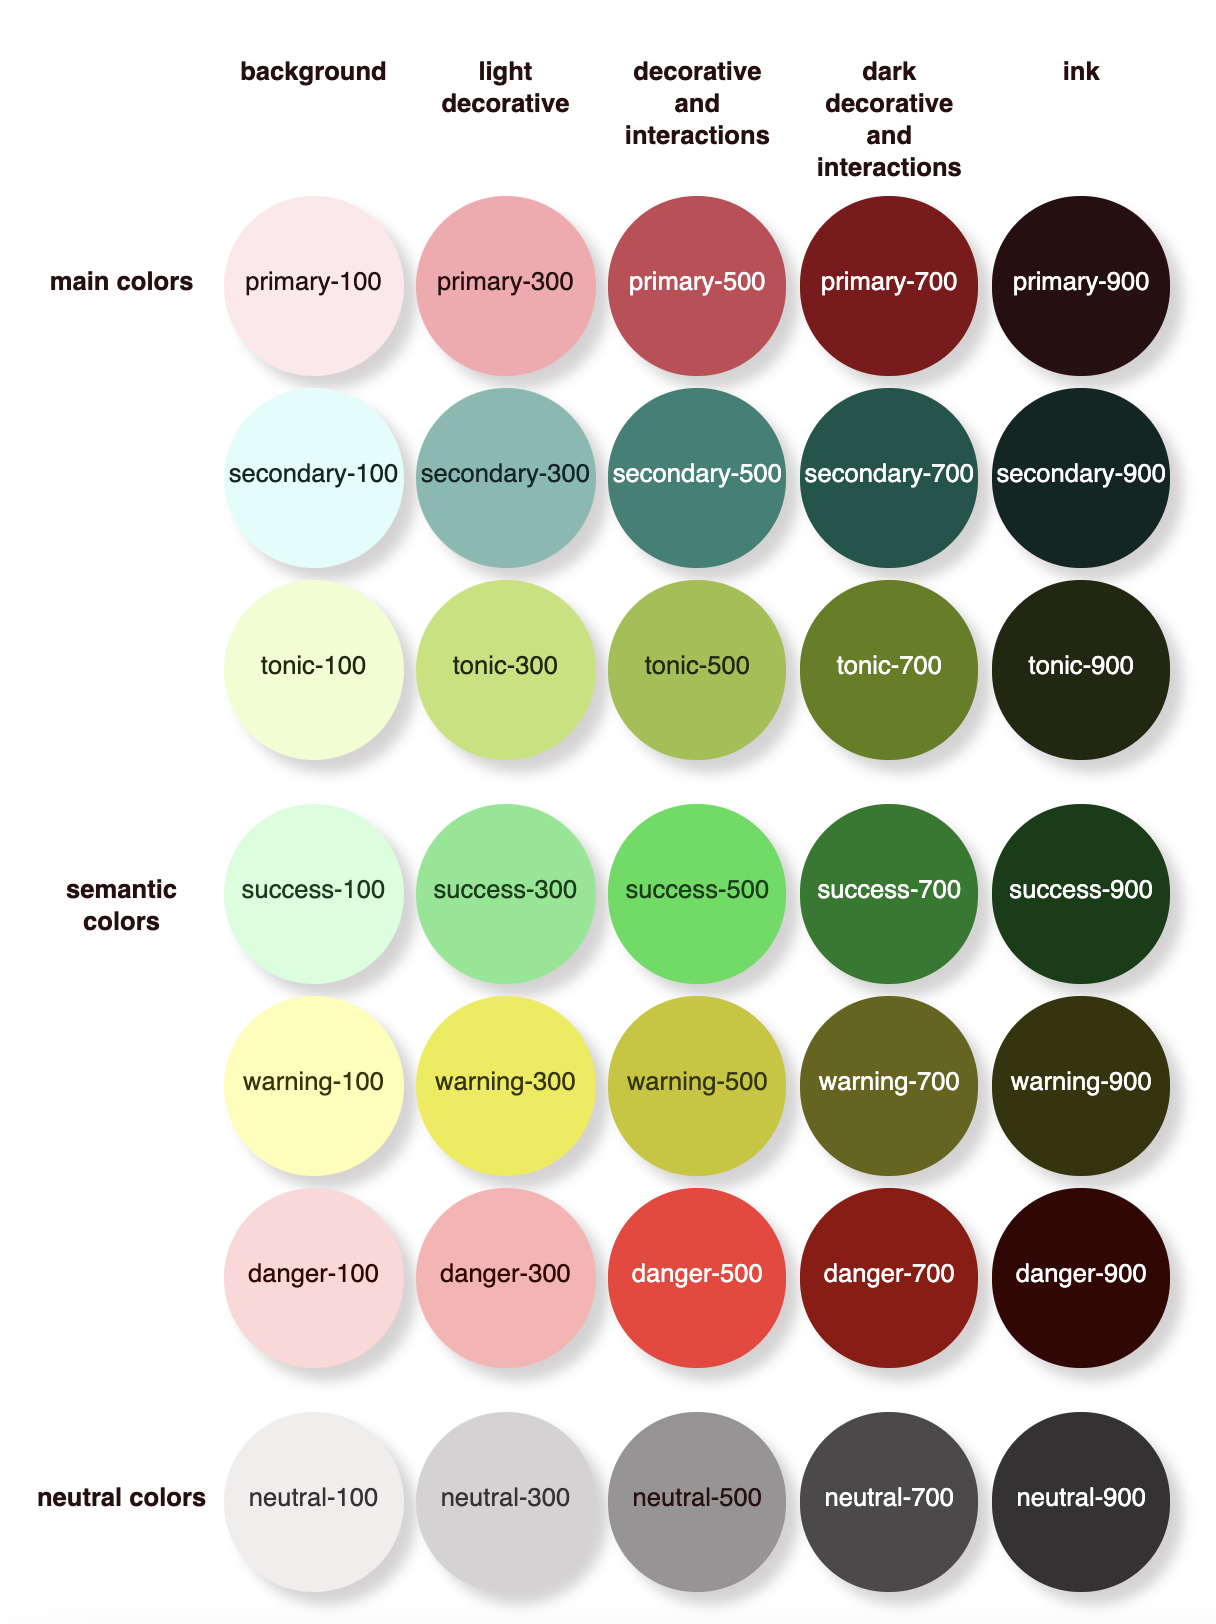 background
light
decorative
decorative
and
interactions
dark
decorative
and
interactions
ink
main colors
primary-100
primary-300
primary-500
primary-700
primary-900
secondary-100
secondary-300
secondary-500
secondary-700
secondary-900
tonic-100
tonic-300
tonic-500
tonic-700
tonic-900
semantic
colors
success-100
success-300
success-500
success-700
success-900
warning-100
warning-300
warning-500
warning-700
warning-900
danger-100
danger-300
danger-500
danger-700
danger-900
neutral colors
neutral-100
neutral-300
neutral-500
neutral-700
neutral-900